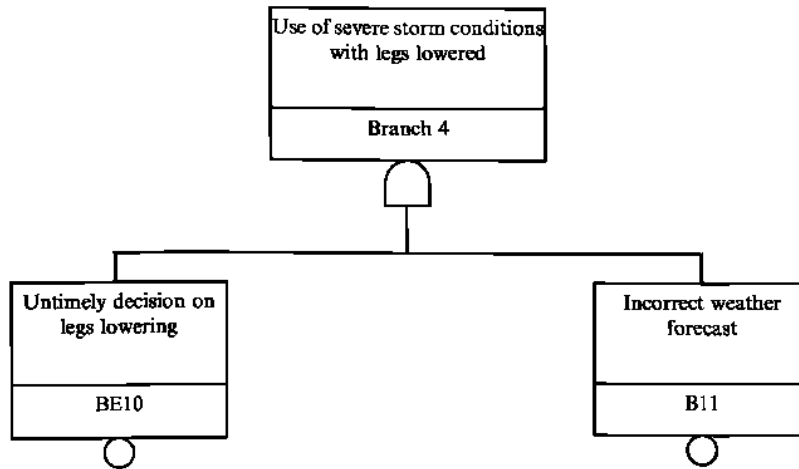 Use of severe storm conditions
with legs lowered
Branch 4
Untimely decision on
legs lowering
BE10
Incorrect weather
forecast
B11